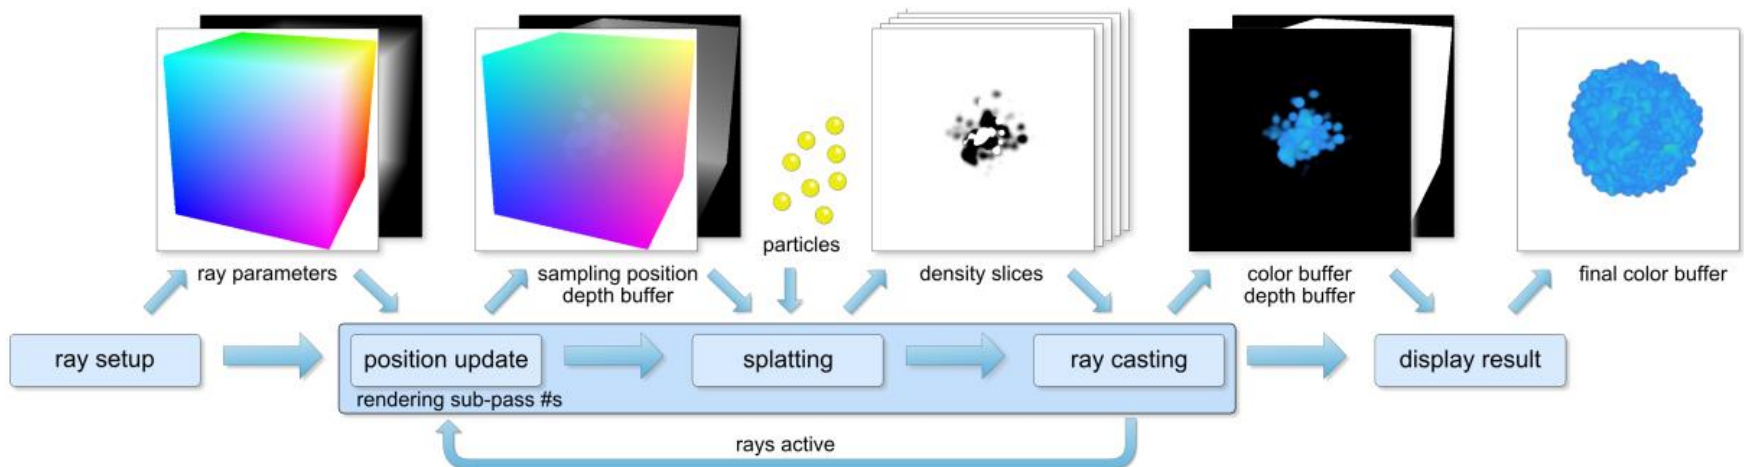 particles
ray parameters
sampling position
depth buffer
density slices
color buffer
depth buffer
final color buffer
ray setup
position update
splatting
ray casting
display result
rendering sub-pass #s
rays active